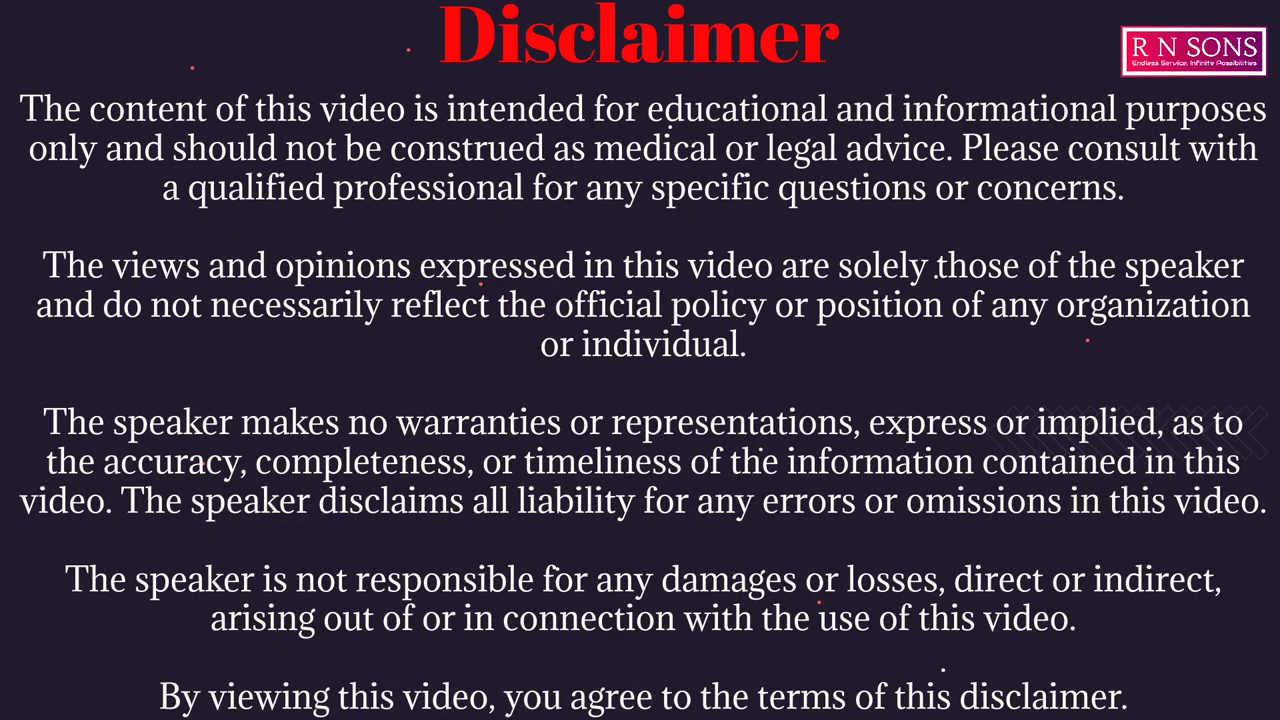 Disclaimer
R N SONS
Endless Service, Infinite Possibilities
The content of this video is intended for educational and informational purposes
only and should not be construed as medical or legal advice. Please consult with
a qualified professional for any specific questions or concerns.
The views and opinions expressed in this video are solely those of the speaker
and do not necessarily reflect the official policy or position of any organization
or individual.
The speaker makes no warranties or representations, express or implied, as to
the accuracy, completeness, or timeliness of the information contained in this
video. The speaker disclaims all liability for any errors or omissions in this video.
The speaker is not responsible for any damages or losses, direct or indirect,
arising out of or in connection with the use of this video.
By viewing this video, you agree to the terms of this disclaimer.